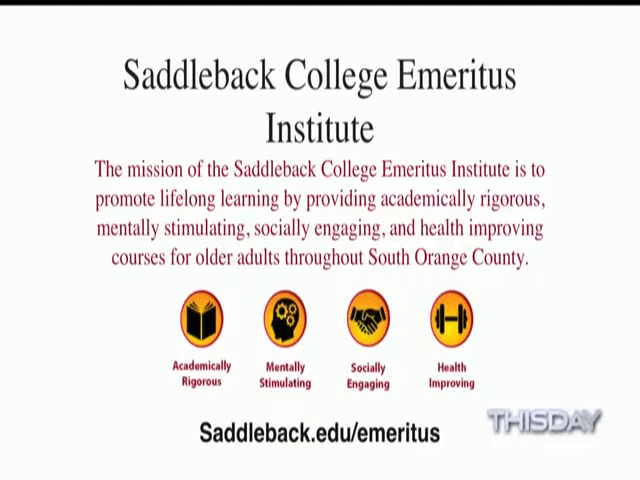 Saddleback College Emeritus
Institute
The mission of the Saddleback College Emeritus Institute is to
promote lifelong learning by providing academically rigorous,
mentally stimulating, socially engaging, and health improving
courses for older adults throughout South Orange County.
Academically
Rigorous
Mentally
Stimulating
Socially
Engaging
Health
Improving
Saddleback.edu/emeritus
THISDAY